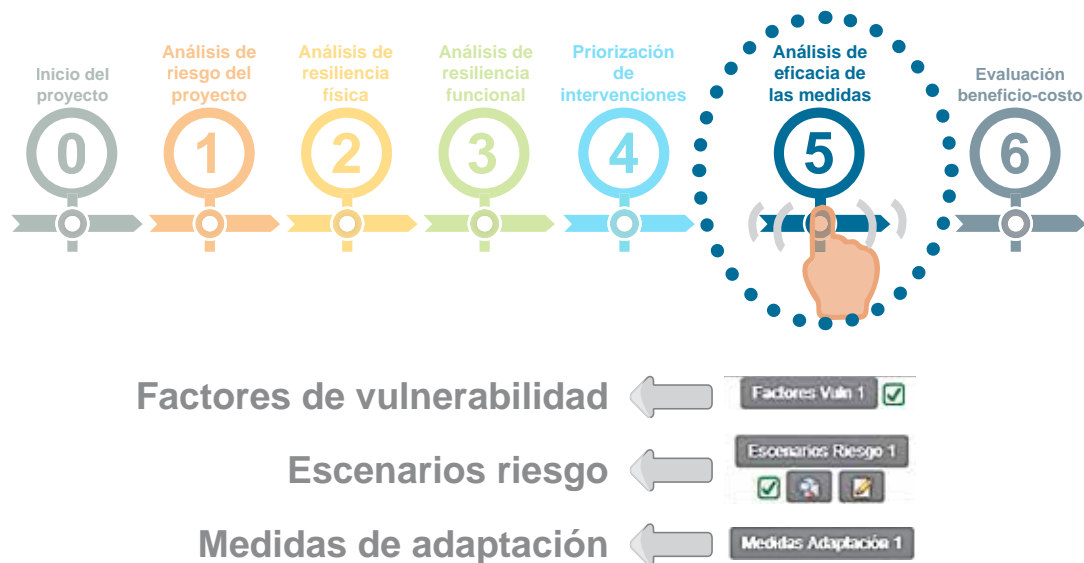 Inicio del
proyecto
0
Análisis de
riesgo del
proyecto
1
Análisis de
resiliencia
física
2
Análisis de
resiliencia
funcional
3
Priorización
de
intervenciones
4
Análisis de
eficacia de
las medidas
5
Evaluación
beneficio-costo
6
Factores de vulnerabilidad
Factores Vuln 1
Escenarios riesgo
Escenarios Riesgo 1
Medidas de adaptación
Medidas Adaptación 1